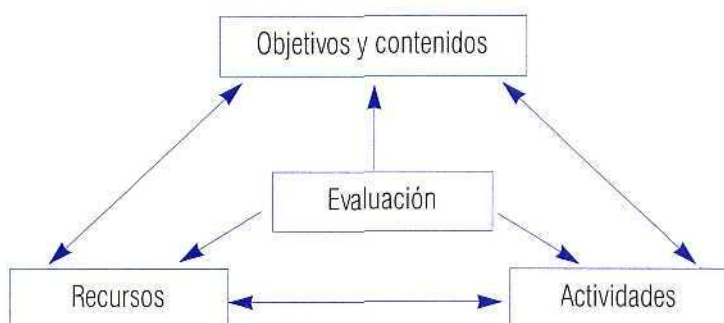 Objetivos y contenidos
Evaluación
Recursos
Actividades